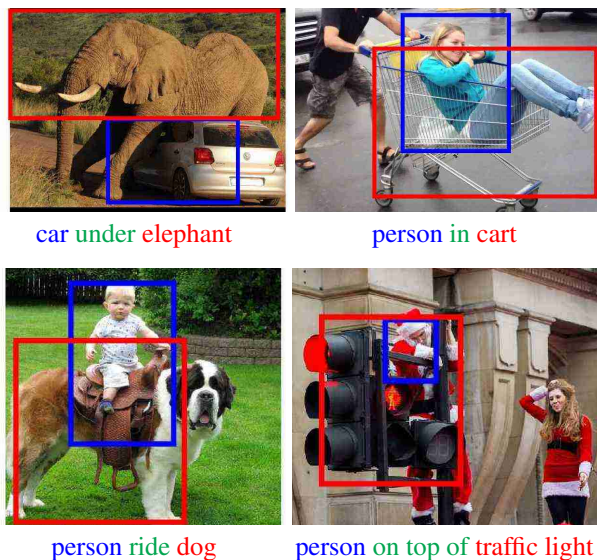 car under elephant
person in cart
person ride dog
person on top of traffic light